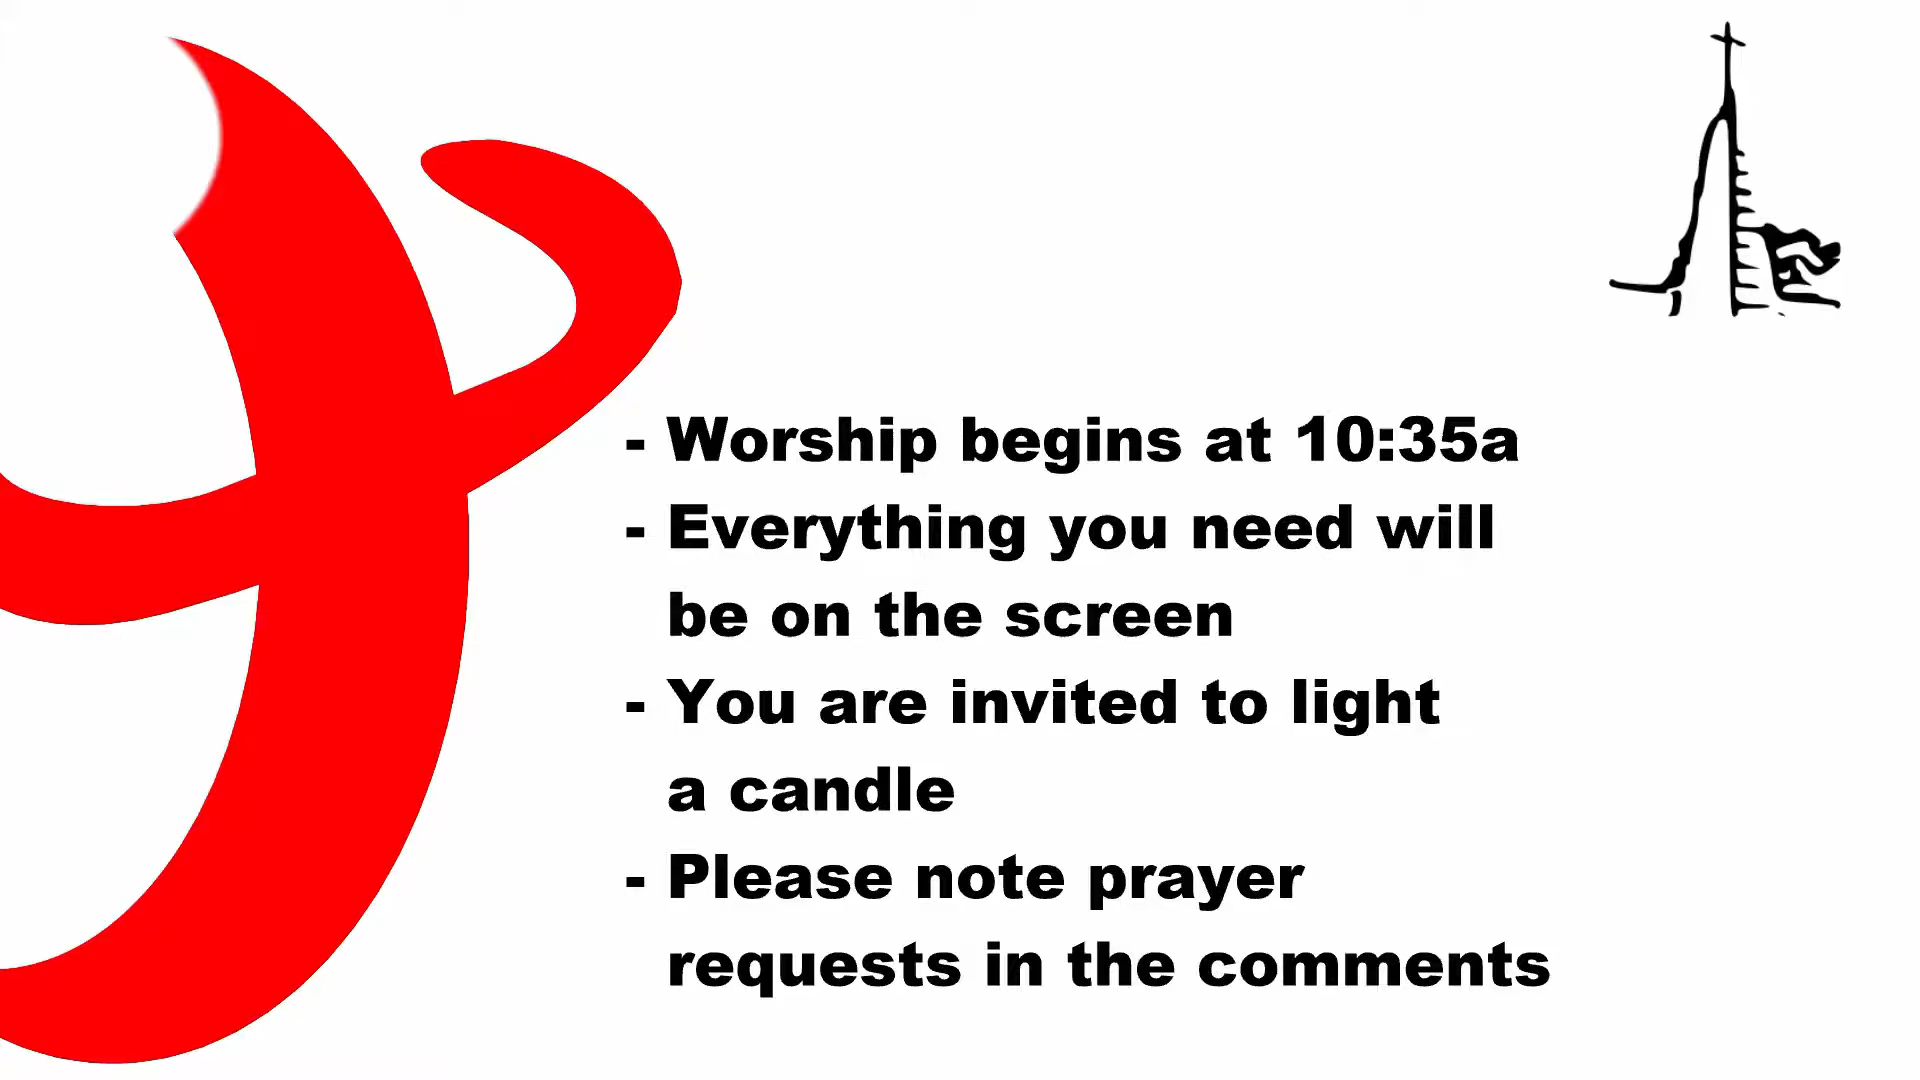 - Worship begins at 10:35a
- Everything you need will
be on the screen
- You are invited to light
a candle
- Please note prayer
requests in the comments